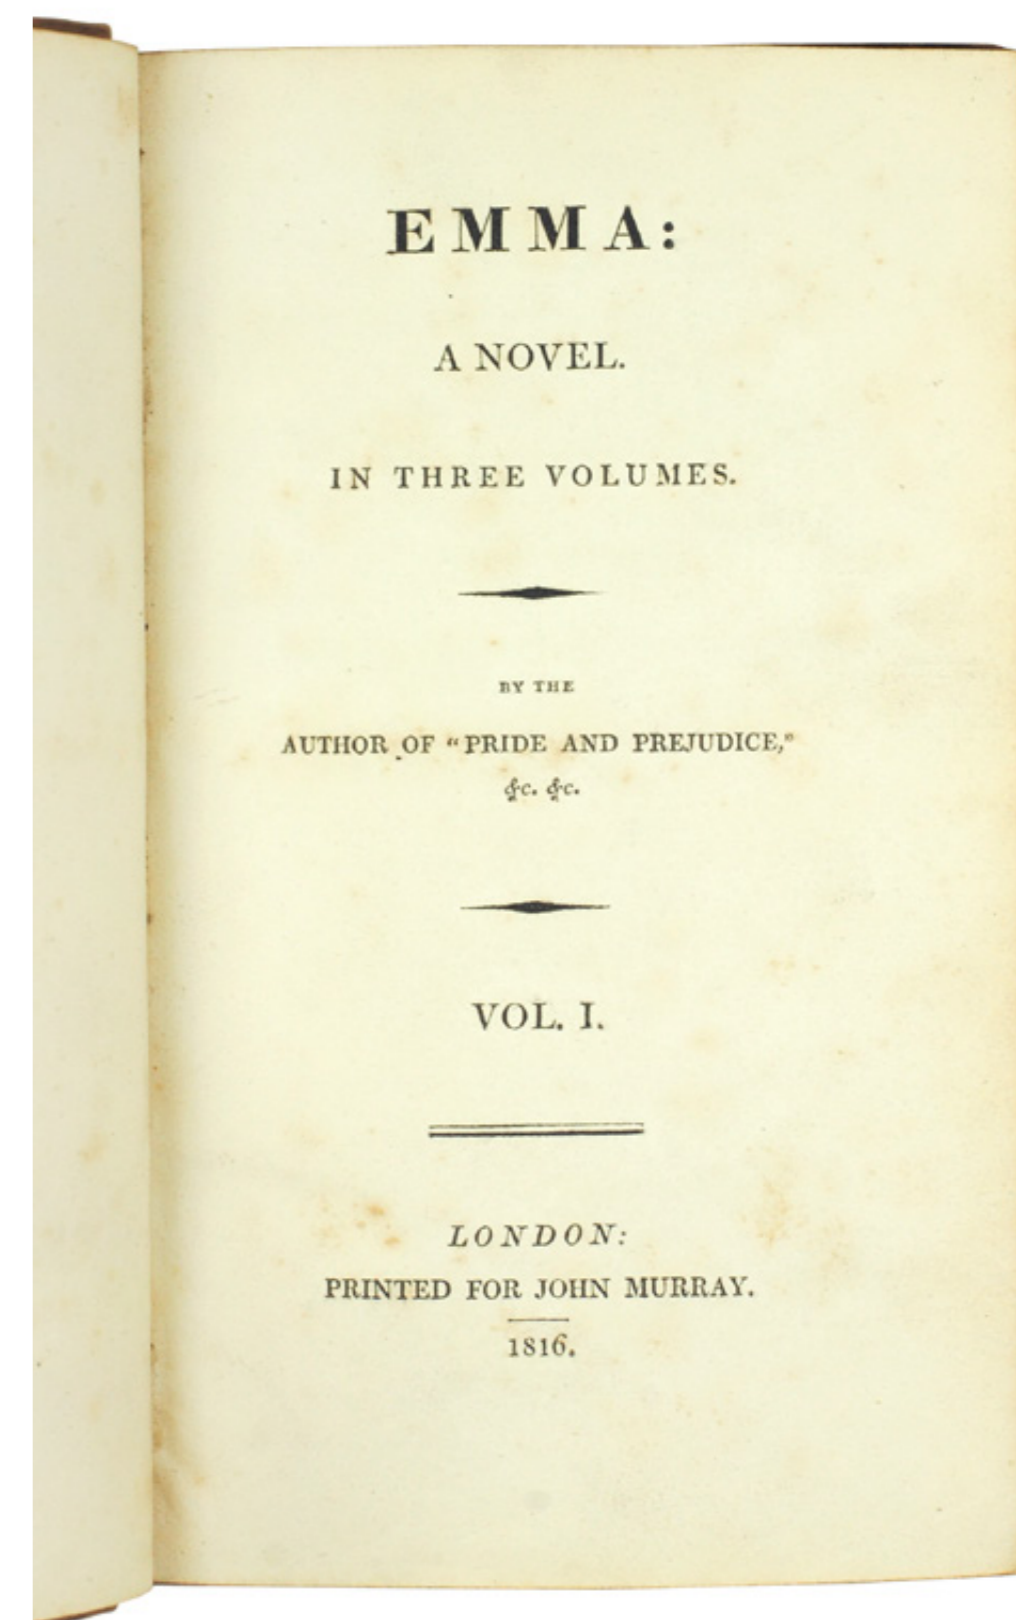 EMMA:
A NOVEL.
IN THREE VOLUMES.
BY THE
AUTHOR OF "PRIDE AND PREJUDICE,"
&c. &c.
VOL. I.
LONDON:
PRINTED FOR JOHN MURRAY.
1816.